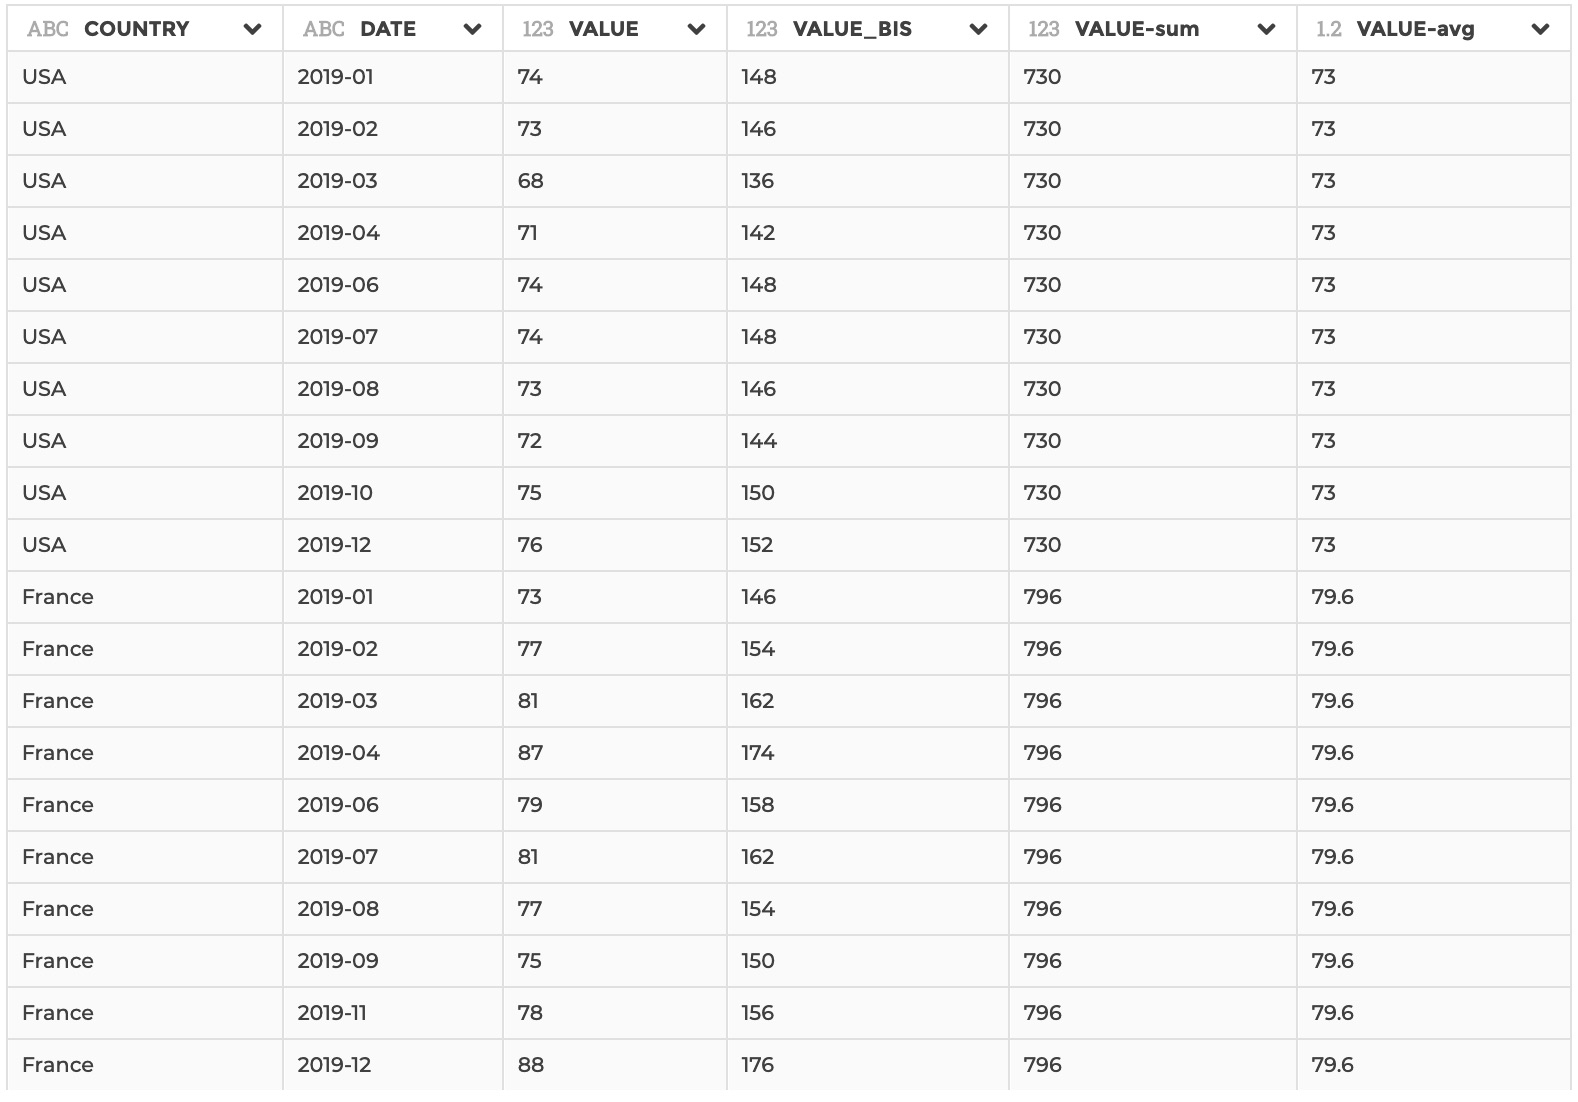 ABC COUNTRY ABC DATE 123 VALUE 123 VALUE_BIS 123 VALUE-sum 1.2 VALUE-avg
USA 2019-01 74 148 730 73
USA 2019-02 73 146 730 73
USA 2019-03 68 136 730 73
USA 2019-04 71 142 730 73
USA 2019-06 74 148 730 73
USA 2019-07 74 148 730 73
USA 2019-08 73 146 730 73
USA 2019-09 72 144 730 73
USA 2019-10 75 150 730 73
USA 2019-12 76 152 730 73
France 2019-01 73 146 796 79.6
France 2019-02 77 154 796 79.6
France 2019-03 81 162 796 79.6
France 2019-04 87 174 796 79.6
France 2019-06 79 158 796 79.6
France 2019-07 81 162 796 79.6
France 2019-08 77 154 796 79.6
France 2019-09 75 150 796 79.6
France 2019-11 78 156 796 79.6
France 2019-12 88 176 796 79.6